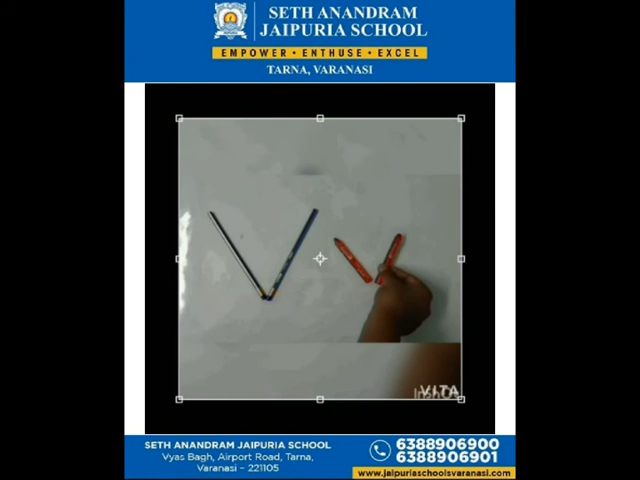 SETH ANANDRAM
JAIPURIA SCHOOL
EMPOWER • ENTHUSE • EXCEL
TARNA, VARANASI
VITA
SETH ANANDRAM JAIPURIA SCHOOL
Vyas Bagh, Airport Road, Tarna,
Varanasi - 221105
6388906900
6388906901
www.jaipuriaschoolsvaranasi.com